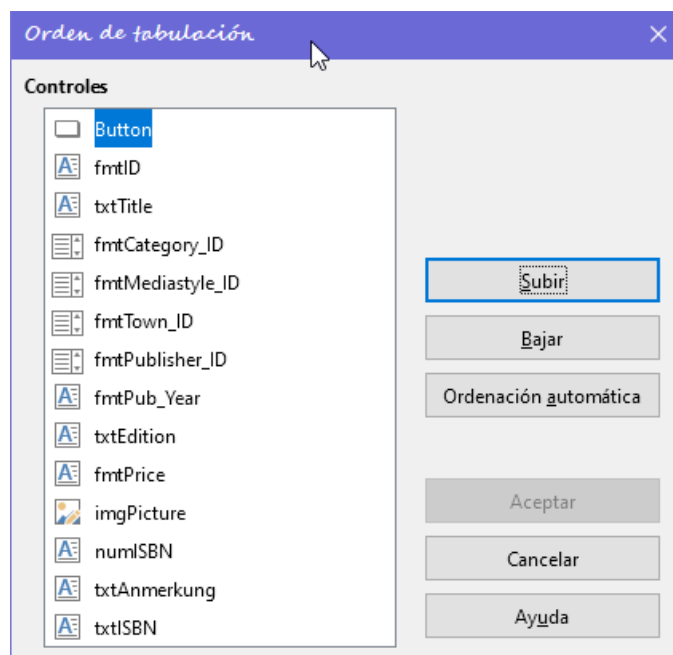 Orden de tabulación
Controles
Button
fmtID
txtTitle
fmtCategory_ID
fmtMediastyle_ID
fmtTown_ID
fmtPublisher_ID
fmtPub_Year
txtEdition
fmtPrice
imgPicture
numISBN
txtAnmerkung
txtISBN
Subir
Bajar
Ordenación automática
Aceptar
Cancelar
Ayuda